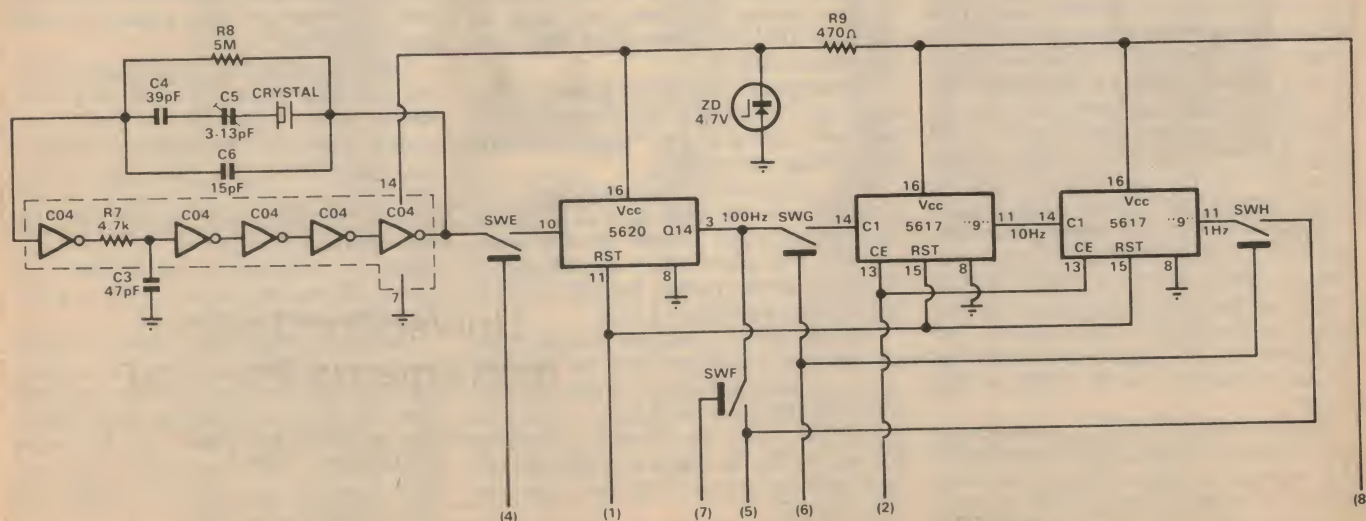 R8
5M
R9
470Ω
C4
39pF
C5
3-13pF
CRYSTAL
C6
15pF
ZD
4.7V
14
C04
R7
4.7k
C04
C04
C04
C04
C3
47pF
7
SWE
10
16
Vcc
5620
Q14
RST
11
8
3
100Hz
SWG
14
16
Vcc
C1
5617
"9"
CE
RST
13
15
8
11
10Hz
14
16
Vcc
C1
5617
"9"
CE
RST
13
15
8
11
1Hz
SWH
SWF
(4)
(1)
(7)
(5)
(6)
(2)
(8